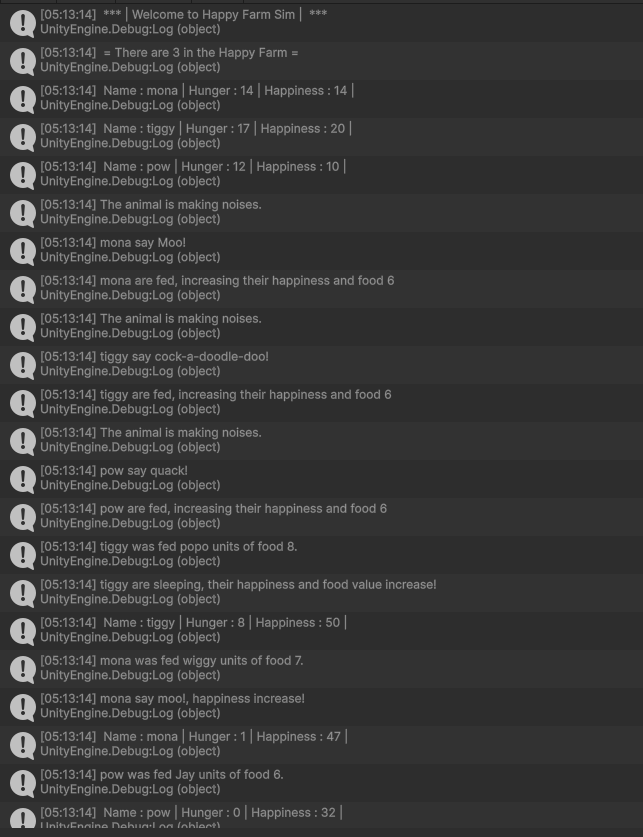 [05:13:14] *** | Welcome to Happy Farm Sim | ***
UnityEngine.Debug:Log (object)
[05:13:14] = There are 3 in the Happy Farm =
UnityEngine.Debug:Log (object)
[05:13:14] Name : mona | Hunger : 14 | Happiness : 14 |
UnityEngine.Debug:Log (object)
[05:13:14] Name : tiggy | Hunger : 17 | Happiness : 20 |
UnityEngine.Debug:Log (object)
[05:13:14] Name : pow | Hunger : 12 | Happiness : 10 |
UnityEngine.Debug:Log (object)
[05:13:14] The animal is making noises.
UnityEngine.Debug:Log (object)
[05:13:14] mona say Moo!
UnityEngine.Debug:Log (object)
[05:13:14] mona are fed, increasing their happiness and food 6
UnityEngine.Debug:Log (object)
[05:13:14] The animal is making noises.
UnityEngine.Debug:Log (object)
[05:13:14] tiggy say cock-a-doodle-doo!
UnityEngine.Debug:Log (object)
[05:13:14] tiggy are fed, increasing their happiness and food 6
UnityEngine.Debug:Log (object)
[05:13:14] The animal is making noises.
UnityEngine.Debug:Log (object)
[05:13:14] pow say quack!
UnityEngine.Debug:Log (object)
[05:13:14] pow are fed, increasing their happiness and food 6
UnityEngine.Debug:Log (object)
[05:13:14] tiggy was fed popo units of food 8.
UnityEngine.Debug:Log (object)
[05:13:14] tiggy are sleeping, their happiness and food value increase!
UnityEngine.Debug:Log (object)
[05:13:14] Name : tiggy | Hunger : 8 | Happiness : 50 |
UnityEngine.Debug:Log (object)
[05:13:14] mona was fed wiggy units of food 7.
UnityEngine.Debug:Log (object)
[05:13:14] mona say moo!, happiness increase!
UnityEngine.Debug:Log (object)
[05:13:14] Name : mona | Hunger : 1 | Happiness : 47 |
UnityEngine.Debug:Log (object)
[05:13:14] pow was fed Jay units of food 6.
UnityEngine.Debug:Log (object)
[05:13:14] Name : pow | Hunger : 0 | Happiness : 32 |
UnityEngine.Debug:Log (object)